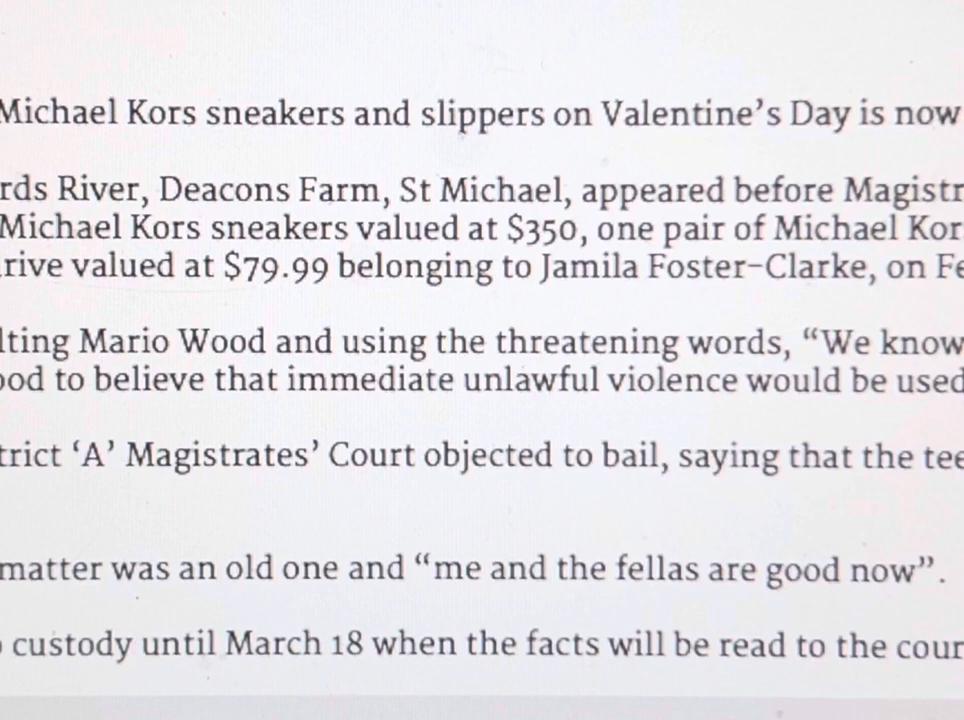 Michael Kors sneakers and slippers on Valentine’s Day is now
rds River, Deacons Farm, St Michael, appeared before Magistr
Michael Kors sneakers valued at $350, one pair of Michael Kor
rive valued at $79.99 belonging to Jamila Foster-Clarke, on Fe
lting Mario Wood and using the threatening words, “We know
ood to believe that immediate unlawful violence would be used
trict ‘A’ Magistrates’ Court objected to bail, saying that the tee
matter was an old one and “me and the fellas are good now”.
custody until March 18 when the facts will be read to the cour